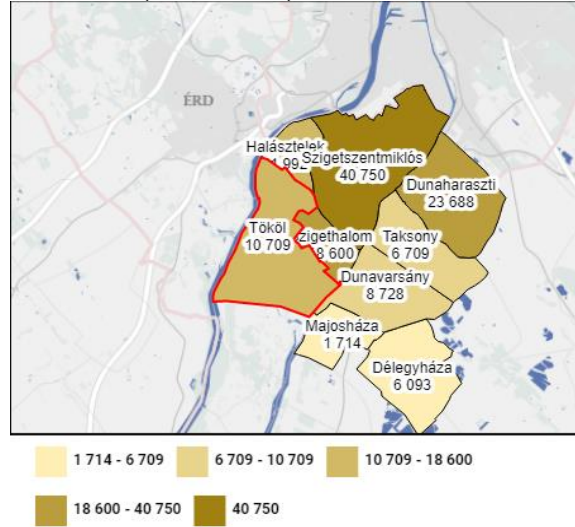 ÉRD
Halásztelek
Szigetszentmiklós
40 750
Dunaharaszti
23 688
Tököl
10 709
zigethalom
8 600
Taksony
6 709
Dunavarsány
8 728
Majosháza
1 714
Délegyháza
6 093
1 714 - 6 709
6 709 - 10 709
10 709 - 18 600
18 600 - 40 750
40 750